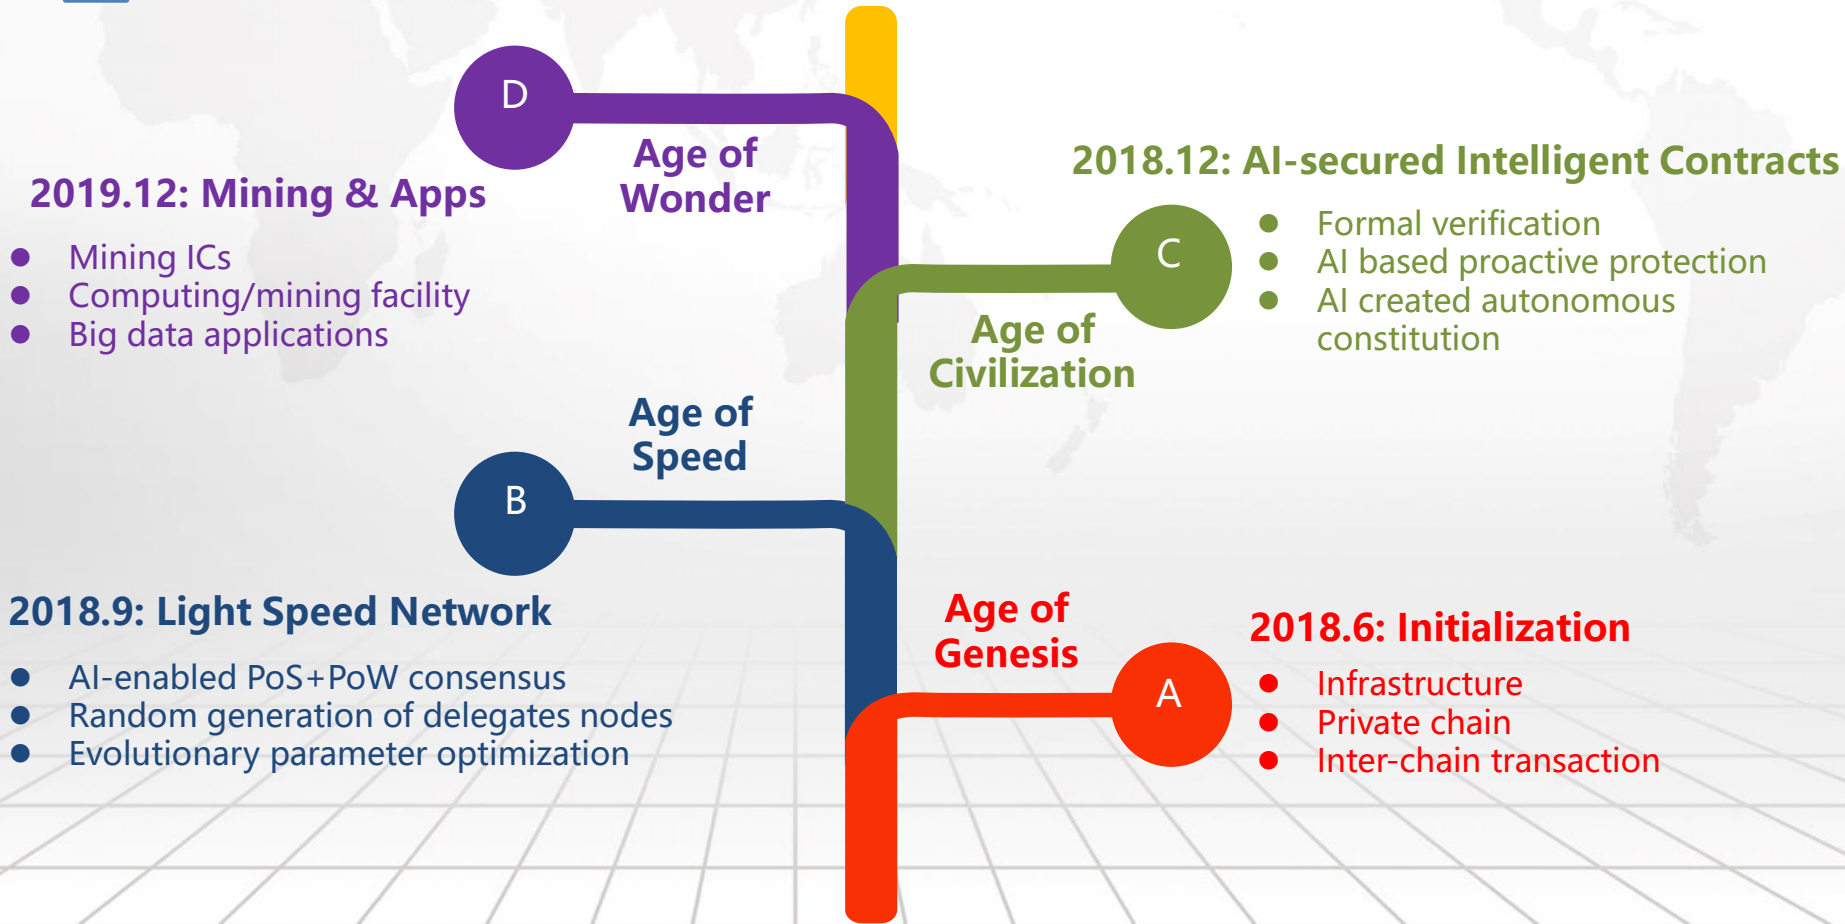 D
Age of
Wonder
2019.12: Mining & Apps
● Mining ICs
● Computing/mining facility
● Big data applications
2018.12: AI-secured Intelligent Contracts
C
● Formal verification
● AI based proactive protection
● AI created autonomous
constitution
Age of
Civilization
Age of
Speed
B
2018.9: Light Speed Network
● AI-enabled PoS+PoW consensus
● Random generation of delegates nodes
● Evolutionary parameter optimization
Age of
Genesis
A
2018.6: Initialization
● Infrastructure
● Private chain
● Inter-chain transaction